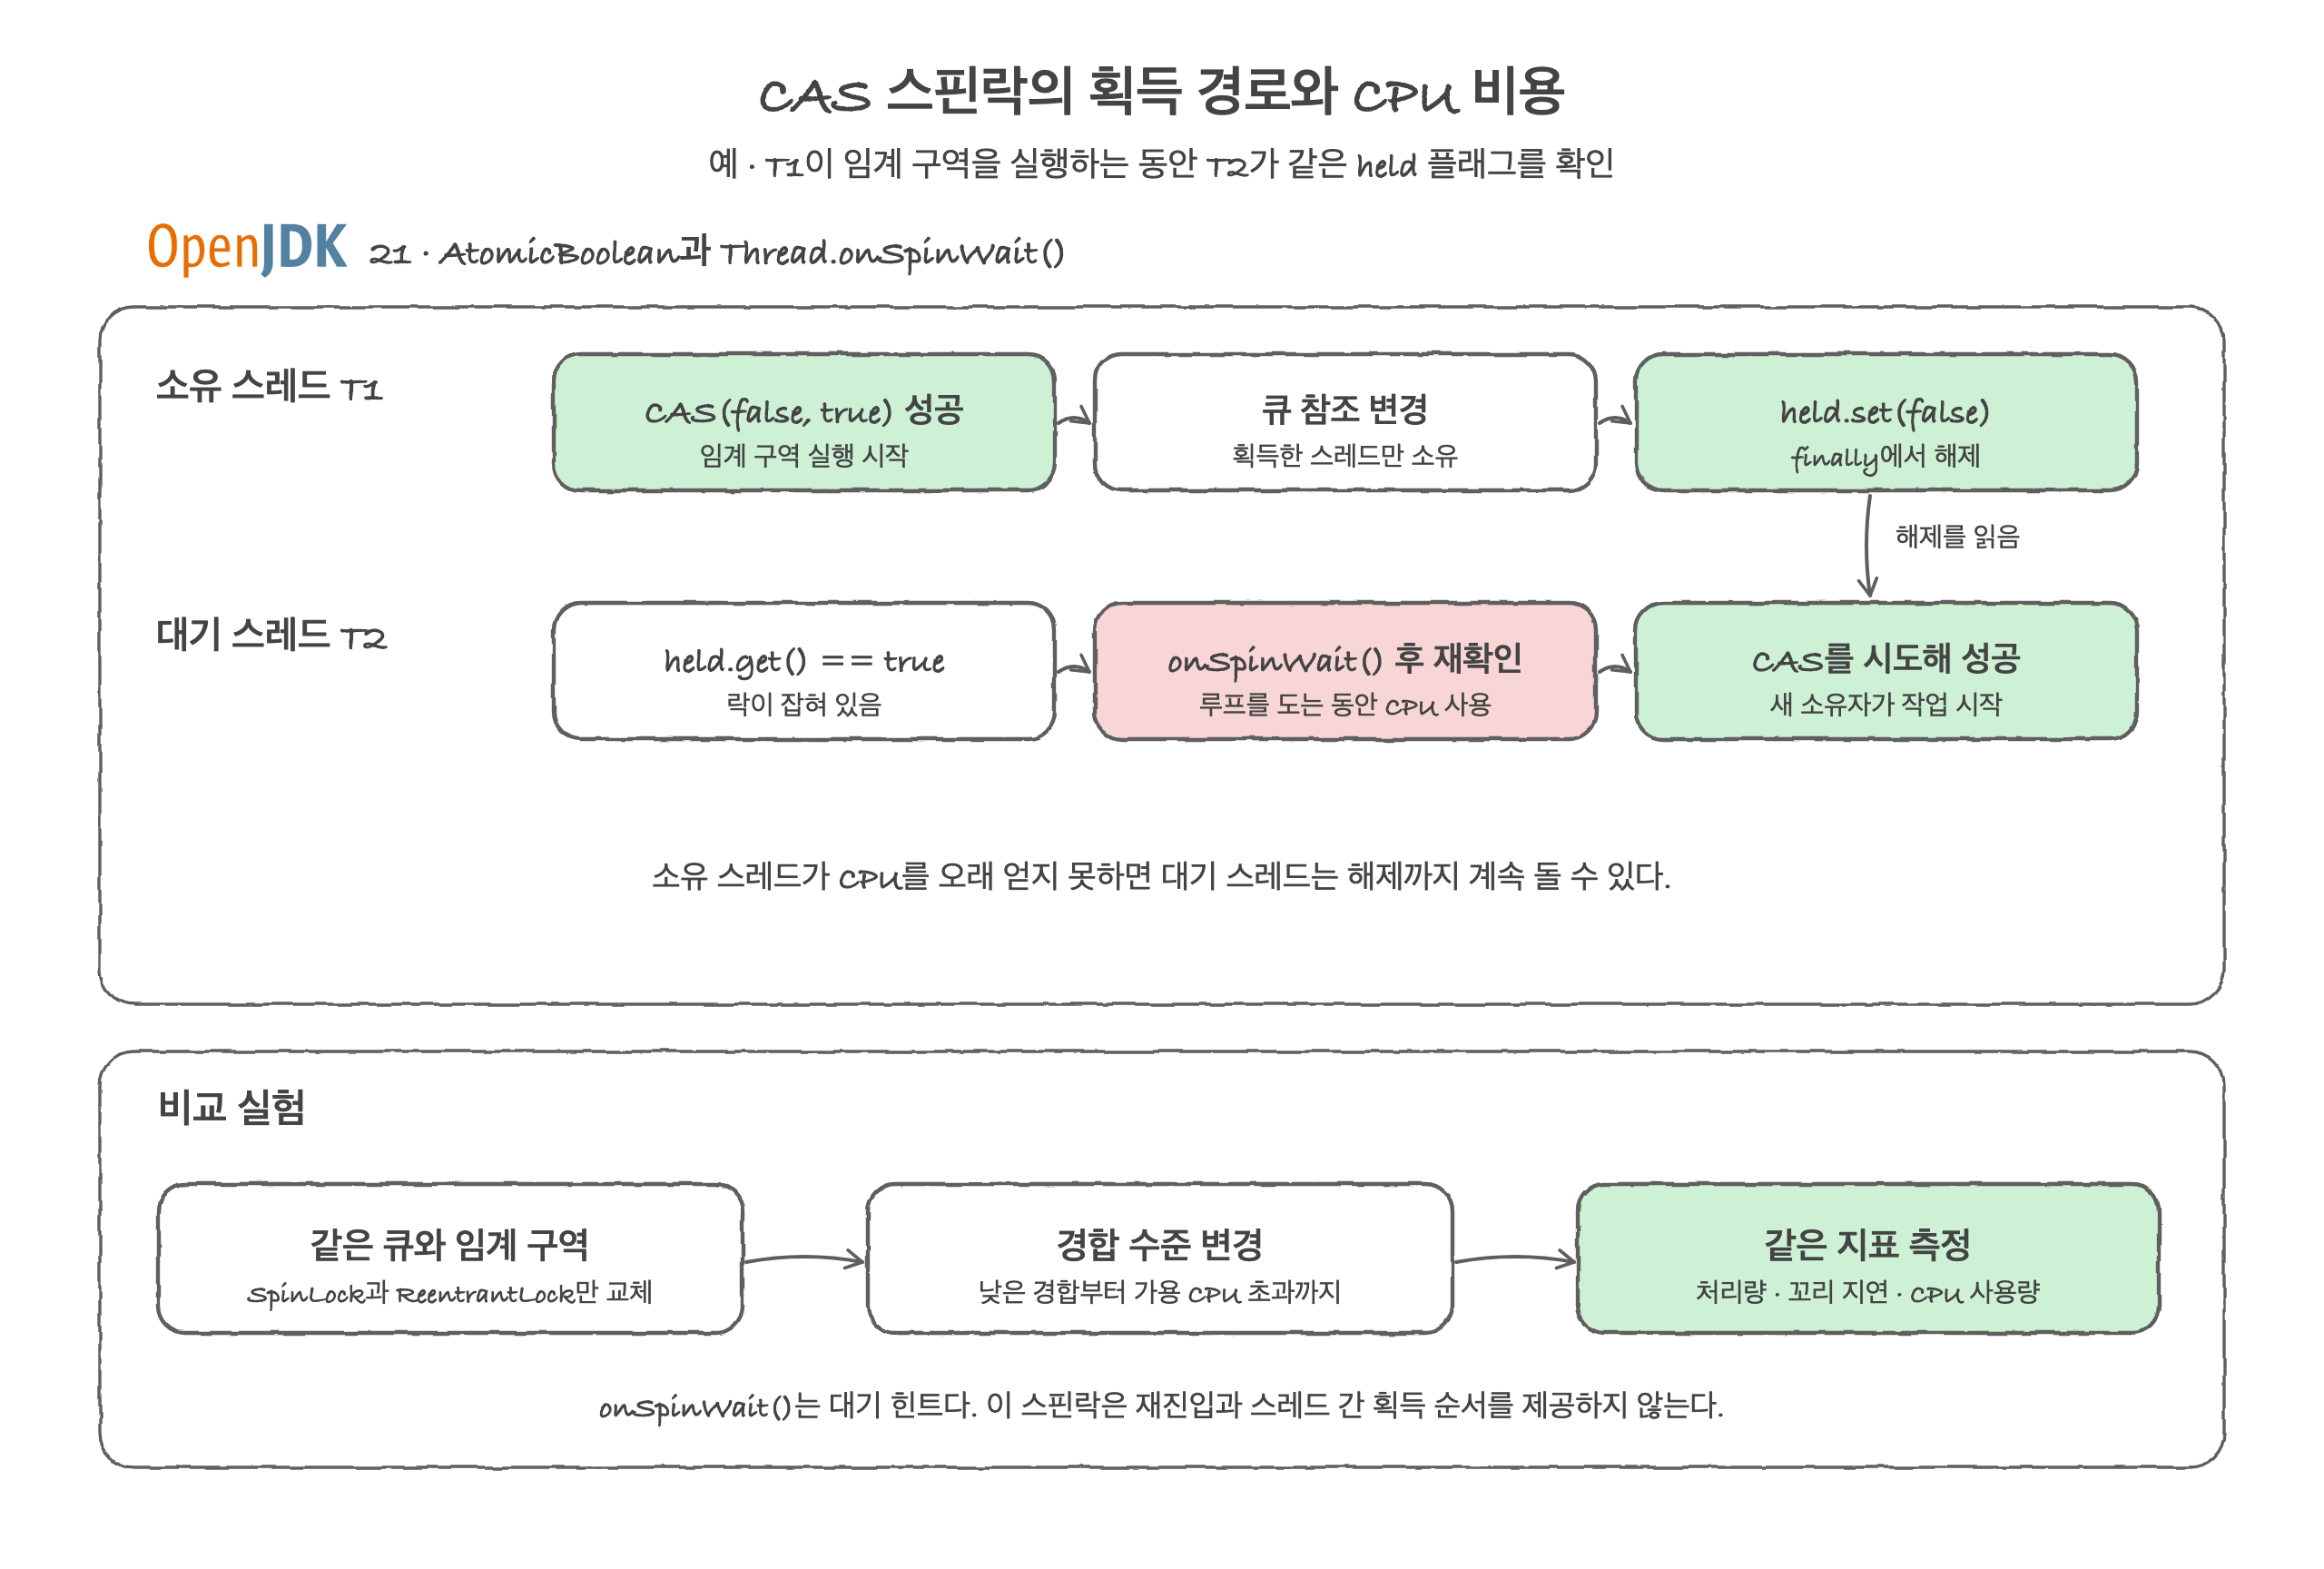 CAS 스핀락의 획득 경로와 CPU 비용
예 · T1이 임계 구역을 실행하는 동안 T2가 같은 held 플래그를 확인
OpenJDK 21 · AtomicBoolean과 Thread.onSpinWait()
소유 스레드 T1
CAS(false, true) 성공
임계 구역 실행 시작
큐 참조 변경
획득한 스레드만 소유
held.set(false)
finally에서 해제
해제를 읽음
대기 스레드 T2
held.get() == true
락이 잡혀 있음
onSpinWait() 후 재확인
루프를 도는 동안 CPU 사용
CAS를 시도해 성공
새 소유자가 작업 시작
소유 스레드가 CPU를 오래 얻지 못하면 대기 스레드는 해제까지 계속 돌 수 있다.
비교 실험
같은 큐와 임계 구역
SpinLock과 ReentrantLock만 교체
경합 수준 변경
낮은 경합부터 가용 CPU 초과까지
같은 지표 측정
처리량 · 꼬리 지연 · CPU 사용량
onSpinWait()는 대기 힌트다. 이 스핀락은 재진입과 스레드 간 획득 순서를 제공하지 않는다.